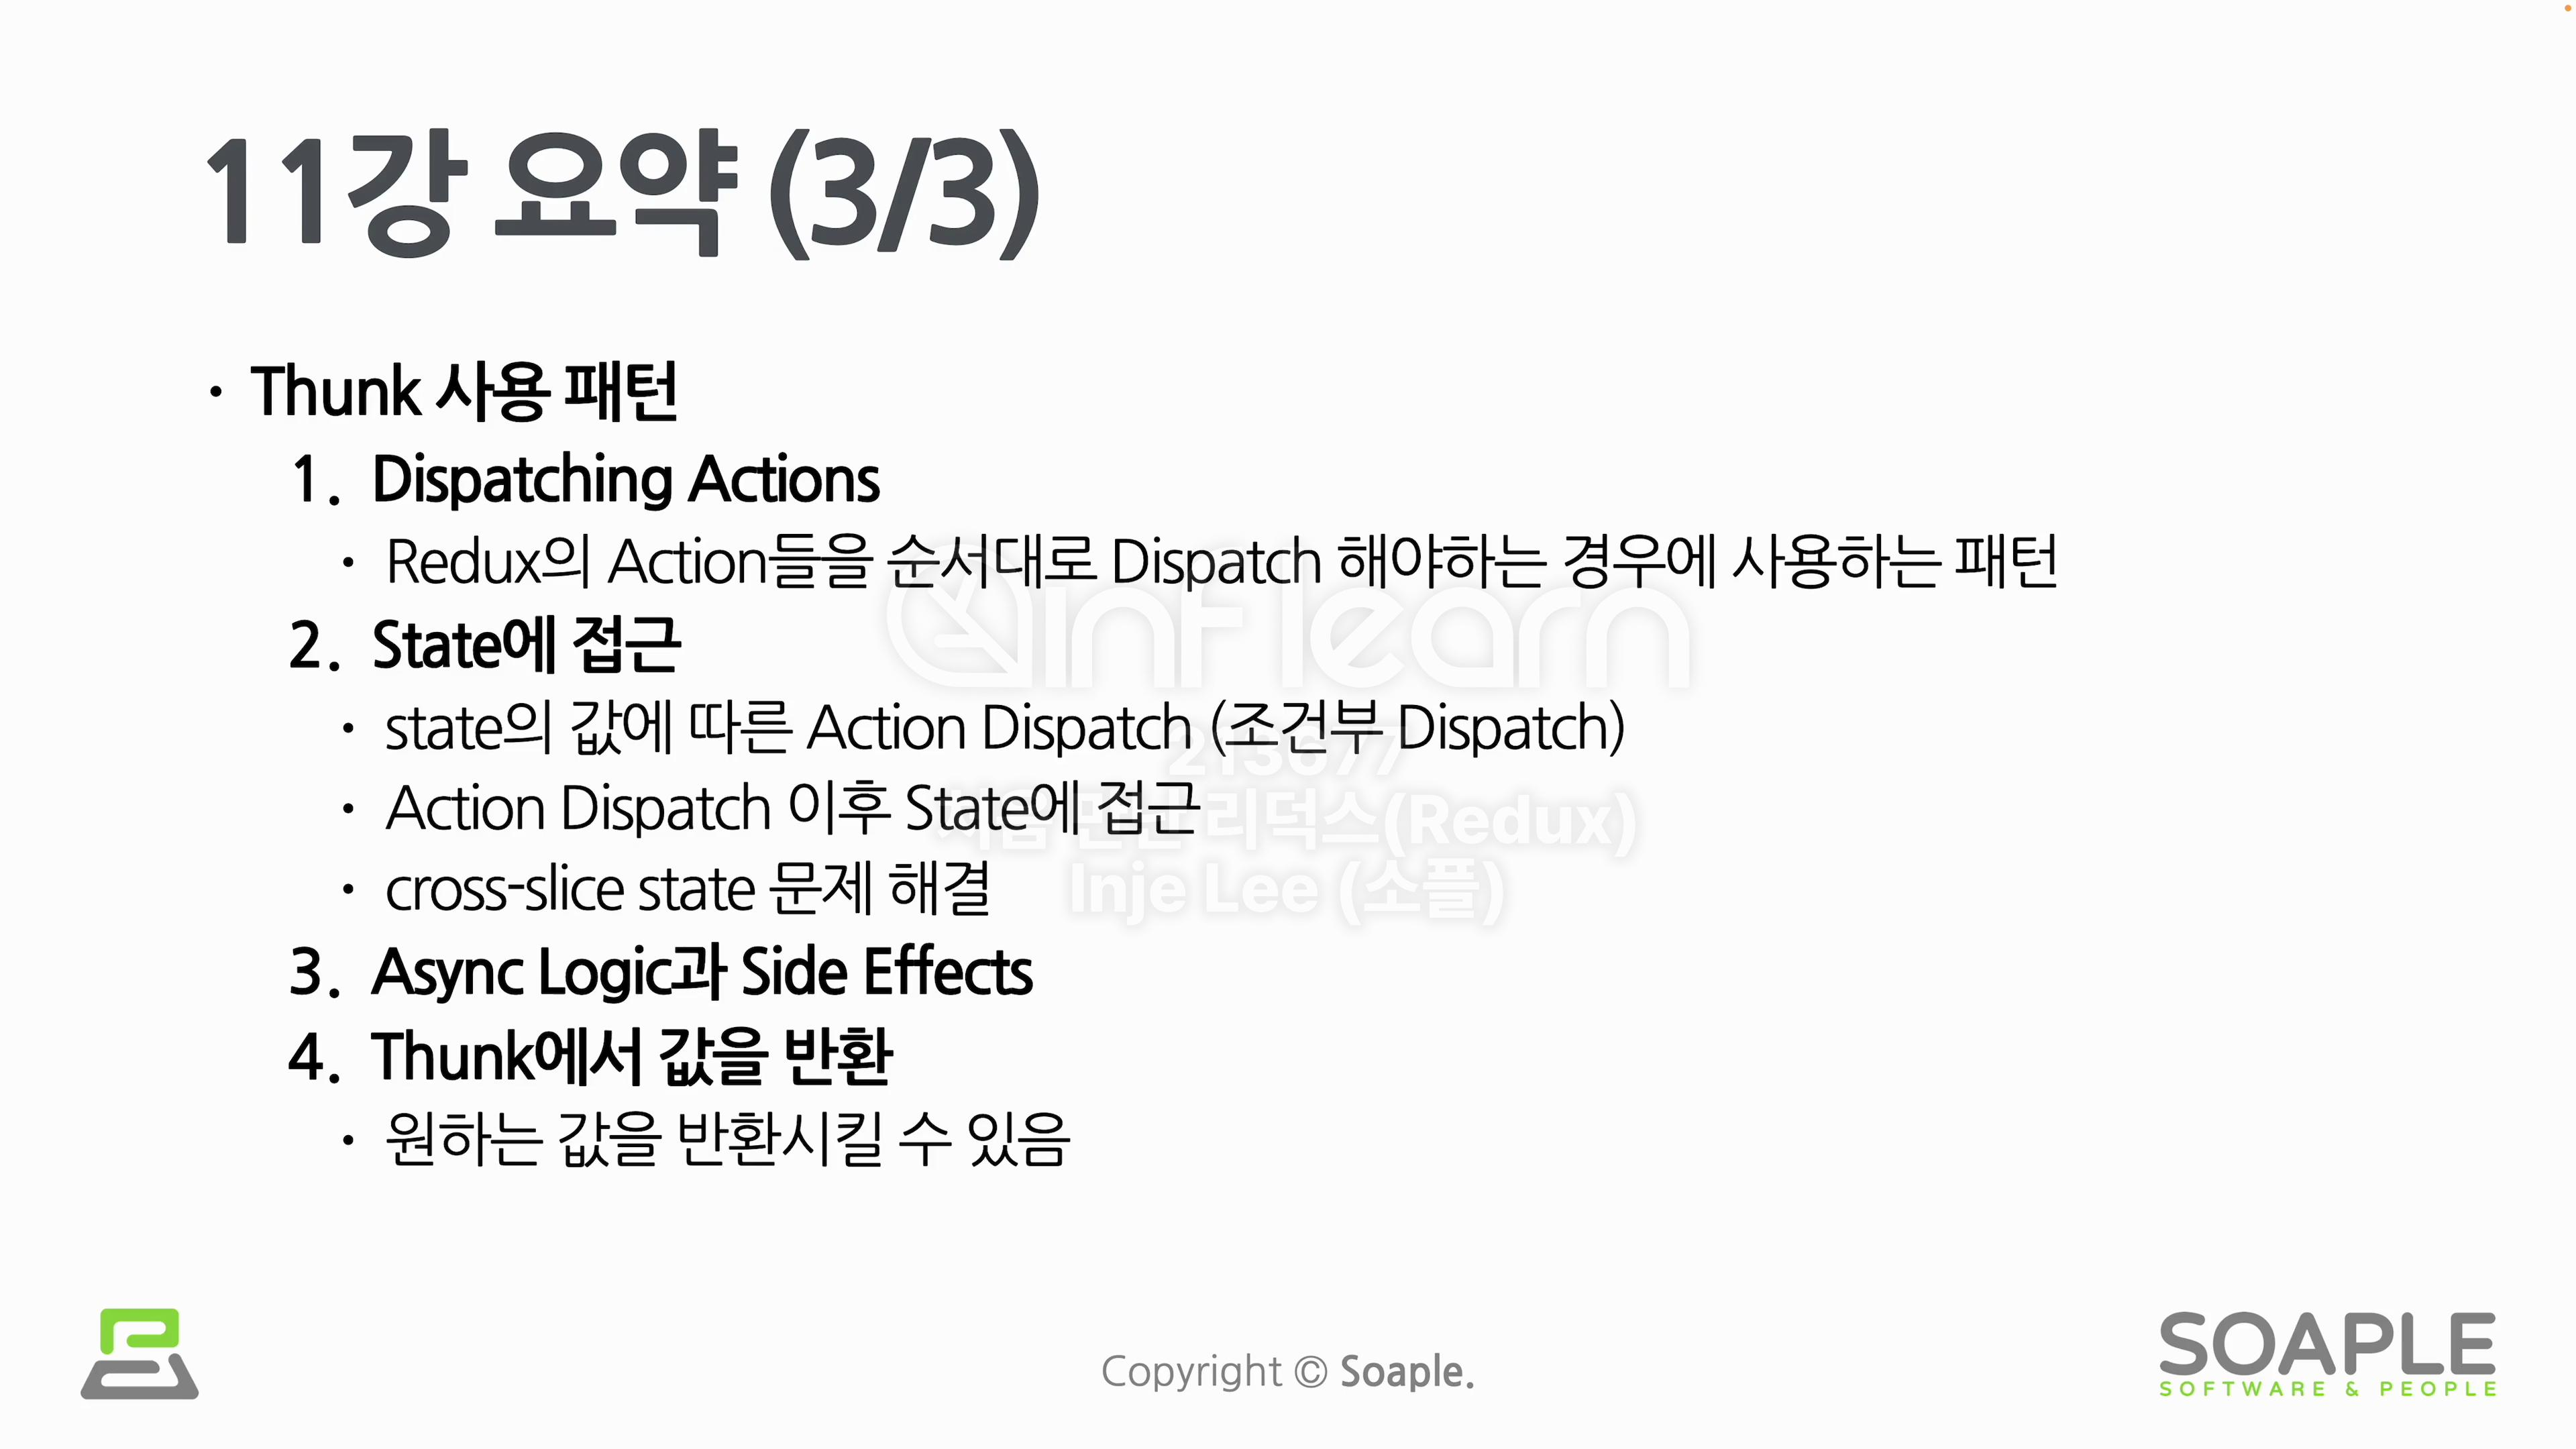 11강 요약 (3/3)
· Thunk 사용 패턴
1. Dispatching Actions
· Redux의 Action들을 순서대로 Dispatch 해야하는 경우에 사용하는 패턴
2. State에 접근
· state의 값에 따른 Action Dispatch (조건부 Dispatch)
· Action Dispatch 이후 State에 접근
· cross-slice state 문제 해결
3. Async Logic과 Side Effects
4. Thunk에서 값을 반환
· 원하는 값을 반환시킬 수 있음
inflearn
213677
처음 만난 리덕스(Redux)
Inje Lee (소플)
Copyright © Soaple.
SOAPLE
SOFTWARE & PEOPLE